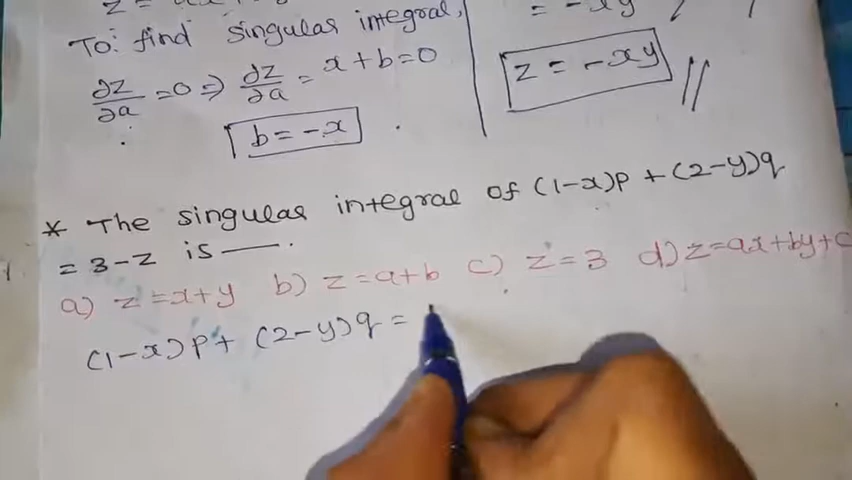 To: find singular integral,
∂z/∂a = 0 ⇒ ∂z/∂a = x + b = 0
b = -x
= -xy
z = -xy //
* The singular integral of (1-x)p + (2-y)q
= 3-z is ——.
a) z = x+y b) z = a+b c) z = 3 d) z = ax+by+c
(1-x)p + (2-y)q =